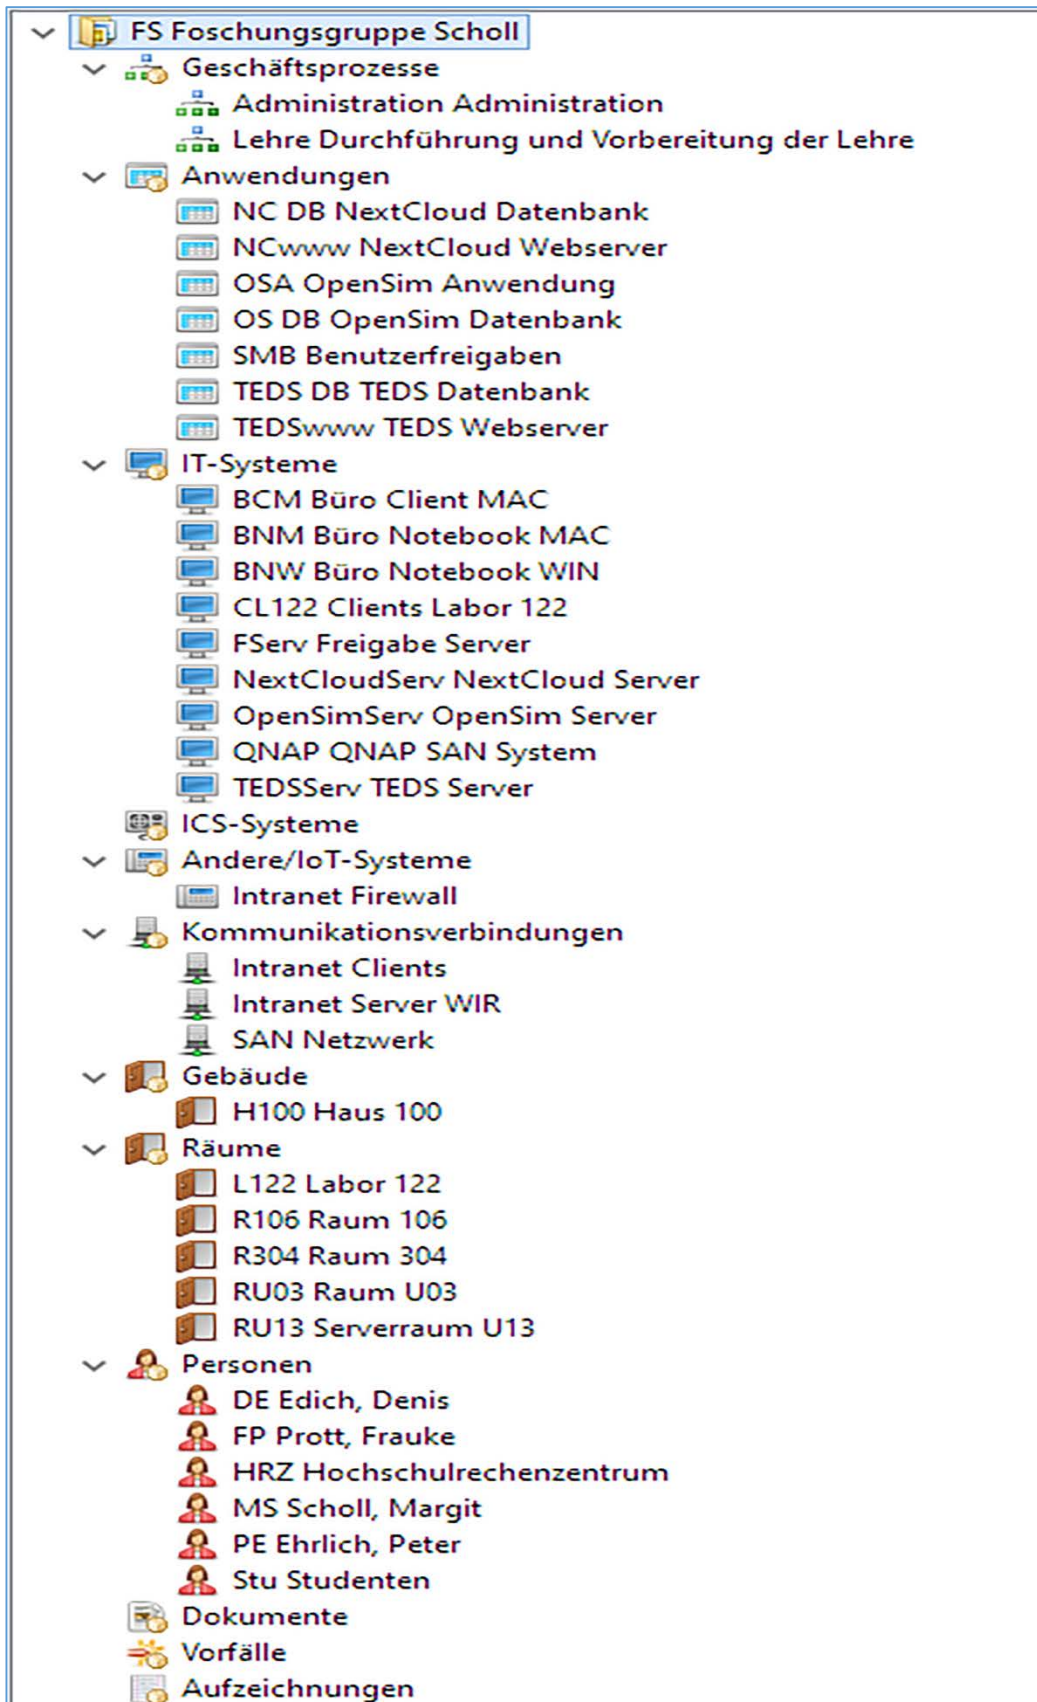 FS Foschungsgruppe Scholl
Geschäftsprozesse
Administration Administration
Lehre Durchführung und Vorbereitung der Lehre
Anwendungen
NC DB NextCloud Datenbank
NCwww NextCloud Webserver
OSA OpenSim Anwendung
OS DB OpenSim Datenbank
SMB Benutzerfreigaben
TEDS DB TEDS Datenbank
TEDSwww TEDS Webserver
IT-Systeme
BCM Büro Client MAC
BNM Büro Notebook MAC
BNW Büro Notebook WIN
CL122 Clients Labor 122
FServ Freigabe Server
NextCloudServ NextCloud Server
OpenSimServ OpenSim Server
QNAP QNAP SAN System
TEDSServ TEDS Server
ICS-Systeme
Andere/IoT-Systeme
Intranet Firewall
Kommunikationsverbindungen
Intranet Clients
Intranet Server WIR
SAN Netzwerk
Gebäude
H100 Haus 100
Räume
L122 Labor 122
R106 Raum 106
R304 Raum 304
RU03 Raum U03
RU13 Serverraum U13
Personen
DE Edich, Denis
FP Prott, Frauke
HRZ Hochschulrechenzentrum
MS Scholl, Margit
PE Ehrlich, Peter
Stu Studenten
Dokumente
Vorfälle
Aufzeichnungen